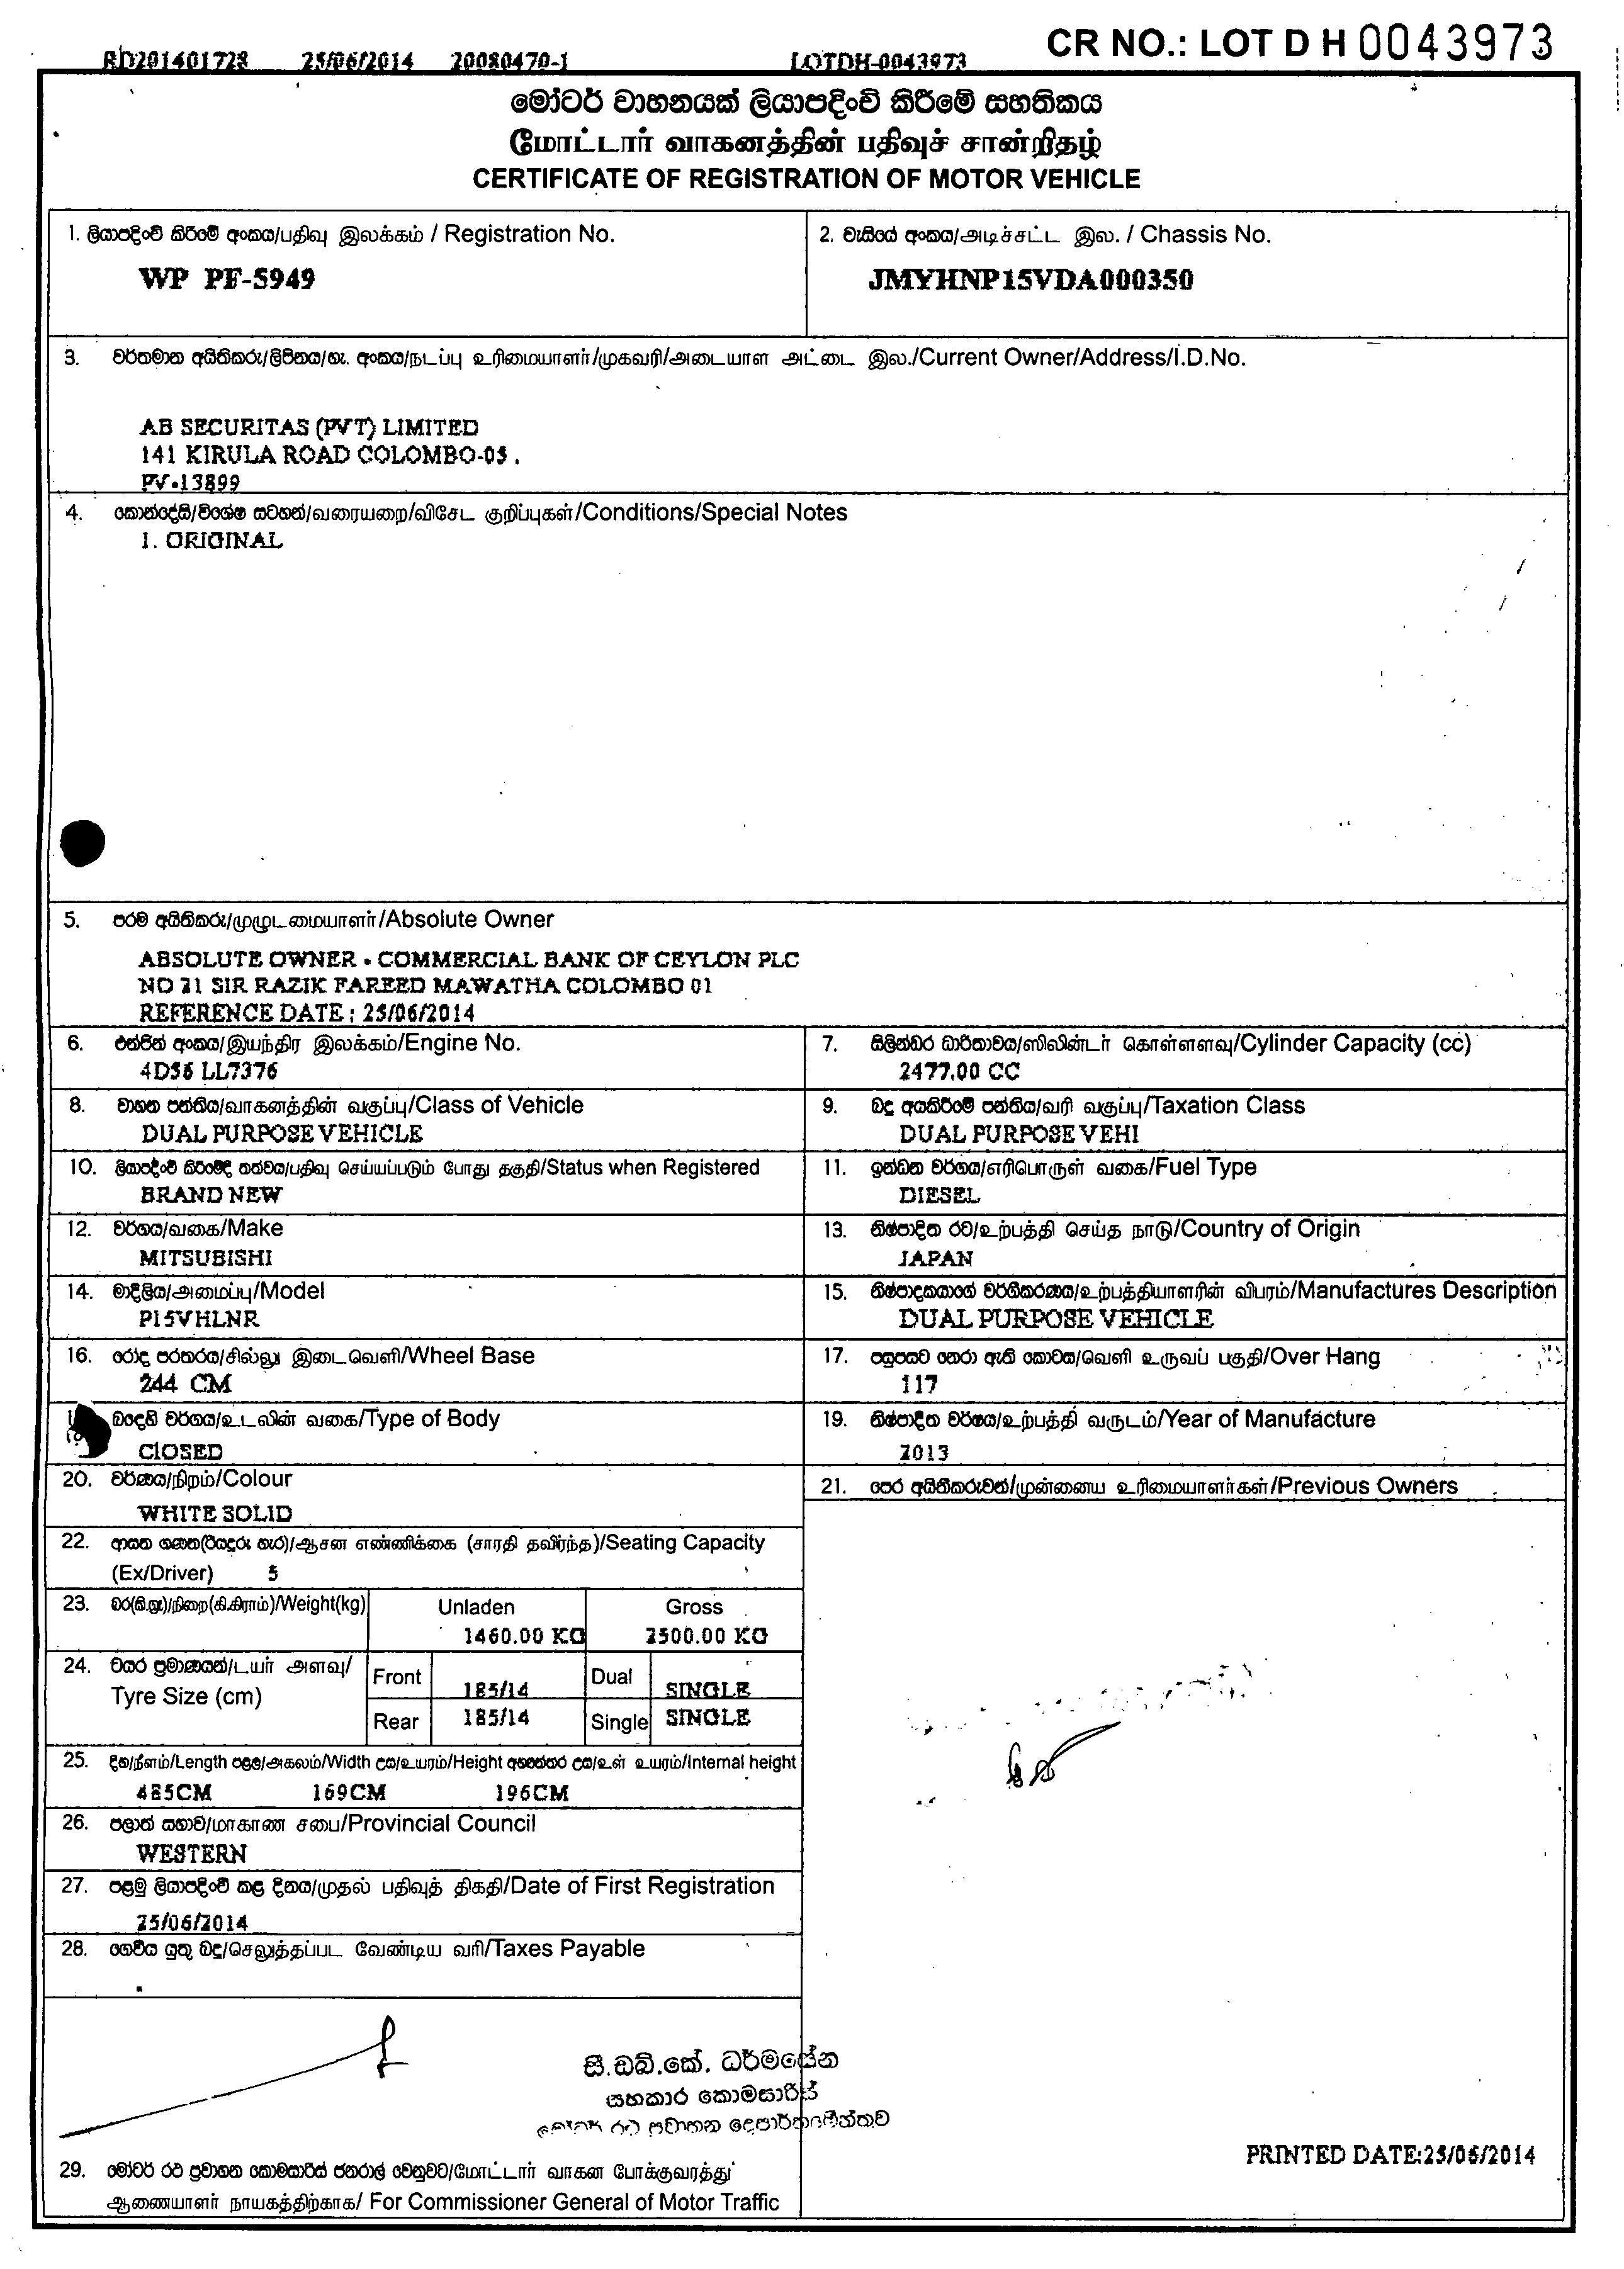 CR NO.: LOT D H 0043973
RD201401728 25/06/2014 20080470-1 LOTDH-0043973
මෝටර් වාහනයක් ලියාපදිංචි කිරීමේ සහතිකය
மோட்டார் வாகனத்தின் பதிவுச் சான்றிதழ்
CERTIFICATE OF REGISTRATION OF MOTOR VEHICLE
1. ලියාපදිංචි කිරීමේ අංකය/பதிவு இலக்கம் / Registration No.
WP PF-5949
2. චැසියේ අංකය/அடிச்சட்ட இல. / Chassis No.
JMYHNP15VDA000350
3. වර්තමාන අයිතිකරු/ලිපිනය/හැ. අංකය/நடப்பு உரிமையாளர்/முகவரி/அடையாள அட்டை இல./Current Owner/Address/I.D.No.
AB SECURITAS (PVT) LIMITED
141 KIRULA ROAD COLOMBO-05 .
PV-13899
4. කොන්දේසි/විශේෂ සටහන්/வரையறை/விசேட குறிப்புகள்/Conditions/Special Notes
1. ORIGINAL
5. පරම අයිතිකරු/முழுடமையாளர்/Absolute Owner
ABSOLUTE OWNER - COMMERCIAL BANK OF CEYLON PLC
NO 21 SIR RAZIK FAREED MAWATHA COLOMBO 01
REFERENCE DATE : 25/06/2014
6. එන්ජින් අංකය/இயந்திர இலக்கம்/Engine No.
4D56 LL7376
7. සිලින්ඩර ධාරිතාවය/ஸிலின்டர் கொள்ளளவு/Cylinder Capacity (cc)
2477.00 CC
8. වාහන පන්තිය/வாகனத்தின் வகுப்பு/Class of Vehicle
DUAL PURPOSE VEHICLE
9. බදු අයකිරීමේ පන්තිය/வரி வகுப்பு/Taxation Class
DUAL PURPOSE VEHI
10. ලියාපදිංචි කිරීමේදී තත්වය/பதிவு செய்யப்படும் போது தகுதி/Status when Registered
BRAND NEW
11. ඉන්ධන වර්ගය/எரிபொருள் வகை/Fuel Type
DIESEL
12. වර්ගය/வகை/Make
MITSUBISHI
13. නිෂ්පාදිත රට/உற்பத்தி செய்த நாடு/Country of Origin
JAPAN
14. මාදිලිය/அமைப்பு/Model
P15VHLNR
15. නිෂ්පාදකයාගේ වර්ගීකරණය/உற்பத்தியாளரின் விபரம்/Manufactures Description
DUAL PURPOSE VEHICLE
16. රෝද පරතරය/சில்லு இடைவெளி/Wheel Base
244 CM
17. පසුපසට නෙරා ඇති කොටස/வெளி உருவப் பகுதி/Over Hang
117
බඳෙහි වර්ගය/உடலின் வகை/Type of Body
ClOSED
19. නිෂ්පාදිත වර්ෂය/உற்பத்தி வருடம்/Year of Manufacture
2013
20. වර්ණය/நிறம்/Colour
WHITE SOLID
21. පෙර අයිතිකරුවන්/முன்னைய உரிமையாளர்கள்/Previous Owners
22. ආසන ගණන(රියදුරු හැර)/ஆசன எண்ணிக்கை (சாரதி தவிர்ந்த)/Seating Capacity
(Ex/Driver) 5
23. බර(කි.ග්‍රෑ)/நிறை(கி.கிராம்)/Weight(kg) Unladen Gross
1460.00 KG 2500.00 KG
24. ටයර ප්‍රමාණයන්/டயர் அளவு/
Tyre Size (cm)
Front 185/14 Dual SINGLE
Rear 185/14 Single SINGLE
25. දිග/நீளம்/Length පළල/அகலம்/Width උස/உயரம்/Height අභ්‍යන්තර උස/உள் உயரம்/Internal height
485CM 169CM 196CM
26. පලාත් සභාව/மாகாண சபை/Provincial Council
WESTERN
27. පළමු ලියාපදිංචි කළ දිනය/முதல் பதிவுத் திகதி/Date of First Registration
25/06/2014
28. ගෙවිය යුතු බදු/செலுத்தப்பட வேண்டிய வரி/Taxes Payable
සී.ඩබ්.කේ. ධර්මසේන
සහකාර කොමසාරිස්
මෝටර් රථ ප්‍රවාහන දෙපාර්තමේන්තුව
PRINTED DATE:25/06/2014
29. මෝටර් රථ ප්‍රවාහන කොමසාරිස් ජනරාල් වෙනුවට/மோட்டார் வாகன போக்குவரத்து
ஆணையாளர் நாயகத்திற்காக/ For Commissioner General of Motor Traffic